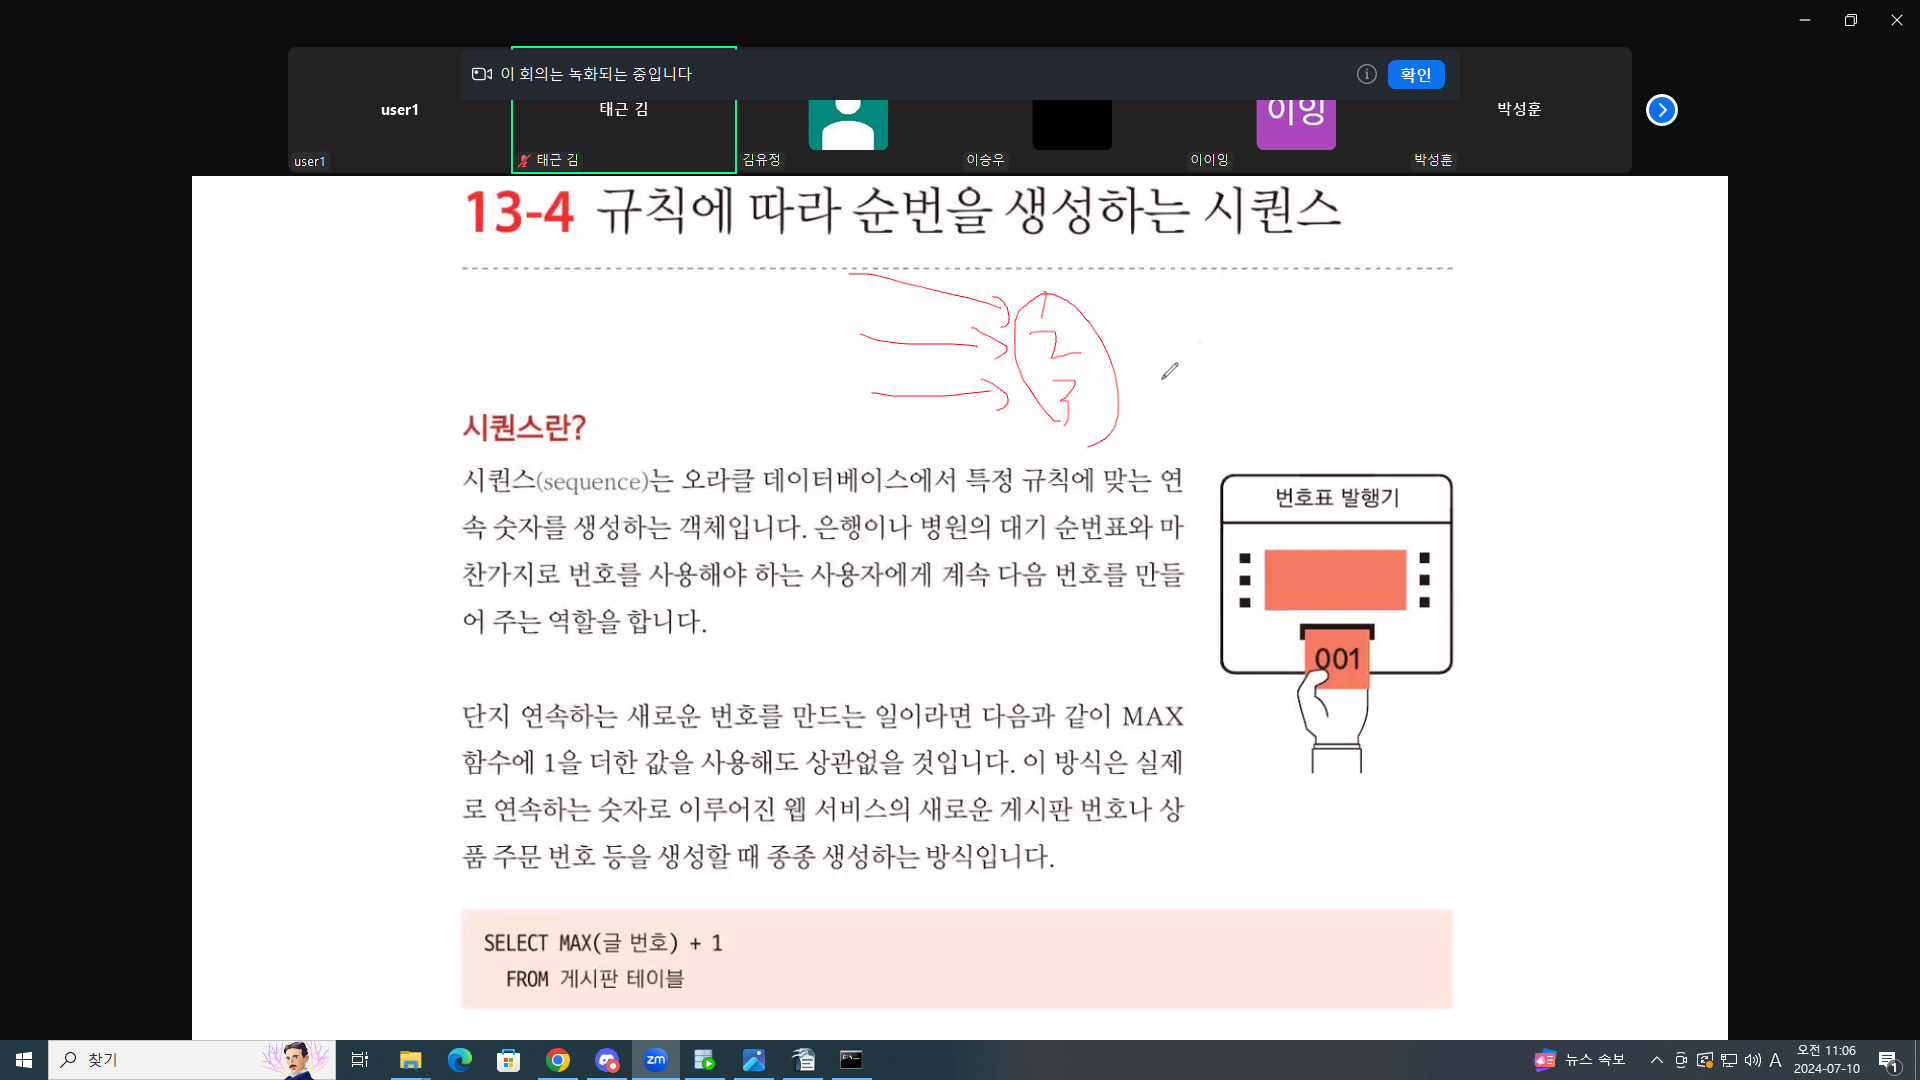 이 회의는 녹화되는 중입니다
확인
user1
태근 김
이잉
박성훈
user1
태근 김
김유정
이승우
이이잉
박성훈
13-4 규칙에 따라 순번을 생성하는 시퀀스
1
2
3
시퀀스란?
시퀀스(sequence)는 오라클 데이터베이스에서 특정 규칙에 맞는 연
속 숫자를 생성하는 객체입니다. 은행이나 병원의 대기 순번표와 마
찬가지로 번호를 사용해야 하는 사용자에게 계속 다음 번호를 만들
어 주는 역할을 합니다.
번호표 발행기
001
단지 연속하는 새로운 번호를 만드는 일이라면 다음과 같이 MAX
함수에 1을 더한 값을 사용해도 상관없을 것입니다. 이 방식은 실제
로 연속하는 숫자로 이루어진 웹 서비스의 새로운 게시판 번호나 상
품 주문 번호 등을 생성할 때 종종 생성하는 방식입니다.
SELECT MAX(글 번호) + 1
FROM 게시판 테이블
찾기
zm
뉴스 속보
A
오전 11:06
2024-07-10
1